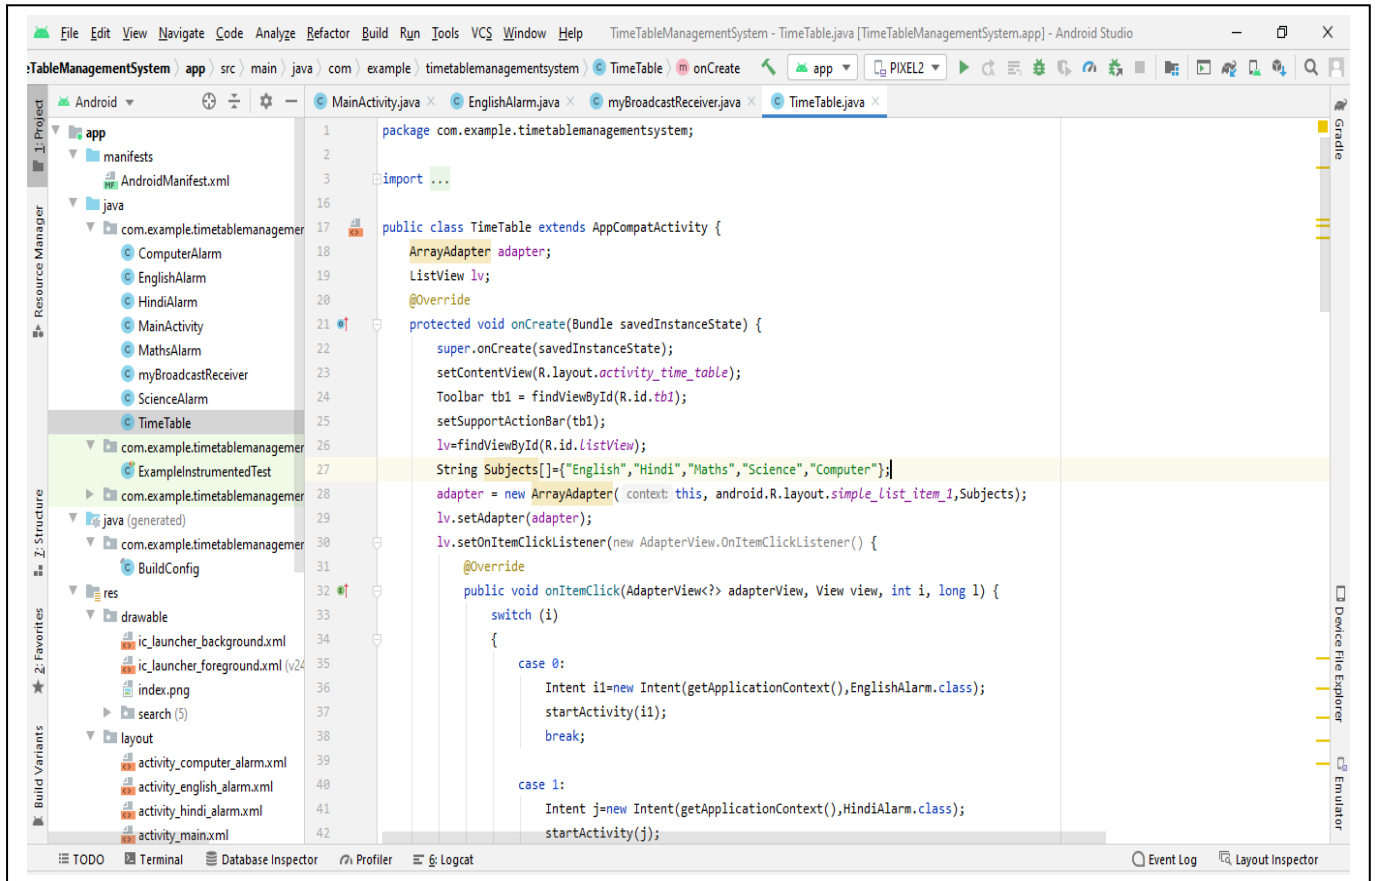 File Edit View Navigate Code Analyze Refactor Build Run Tools VCS Window Help TimeTableManagementSystem - TimeTable.java [TimeTableManagementSystem.app] - Android Studio
eTableManagementSystem app src main java com example timetablemanagementsystem TimeTable onCreate app PIXEL2
Android
MainActivity.java EnglishAlarm.java myBroadcastReceiver.java TimeTable.java
1: Project
Resource Manager
Z: Structure
2: Favorites
Build Variants
app
manifests
AndroidManifest.xml
java
com.example.timetablemanagemer
ComputerAlarm
EnglishAlarm
HindiAlarm
MainActivity
MathsAlarm
myBroadcastReceiver
ScienceAlarm
TimeTable
com.example.timetablemanagemer
ExampleInstrumentedTest
com.example.timetablemanagemer
java (generated)
com.example.timetablemanagemer
BuildConfig
res
drawable
ic_launcher_background.xml
ic_launcher_foreground.xml (v24
index.png
search (5)
layout
activity_computer_alarm.xml
activity_english_alarm.xml
activity_hindi_alarm.xml
activity_main.xml
1 package com.example.timetablemanagementsystem;
2
3 import ...
16
17 public class TimeTable extends AppCompatActivity {
18 ArrayAdapter adapter;
19 ListView lv;
20 @Override
21 protected void onCreate(Bundle savedInstanceState) {
22 super.onCreate(savedInstanceState);
23 setContentView(R.layout.activity_time_table);
24 Toolbar tb1 = findViewById(R.id.tb1);
25 setSupportActionBar(tb1);
26 lv=findViewById(R.id.listView);
27 String Subjects[]={"English","Hindi","Maths","Science","Computer"};
28 adapter = new ArrayAdapter( context: this, android.R.layout.simple_list_item_1,Subjects);
29 lv.setAdapter(adapter);
30 lv.setOnItemClickListener(new AdapterView.OnItemClickListener() {
31 @Override
32 public void onItemClick(AdapterView<?> adapterView, View view, int i, long l) {
33 switch (i)
34 {
35 case 0:
36 Intent i1=new Intent(getApplicationContext(),EnglishAlarm.class);
37 startActivity(i1);
38 break;
39
40 case 1:
41 Intent j=new Intent(getApplicationContext(),HindiAlarm.class);
42 startActivity(j);
Gradle
Device File Explorer
Emulator
TODO Terminal Database Inspector Profiler 6: Logcat Event Log Layout Inspector